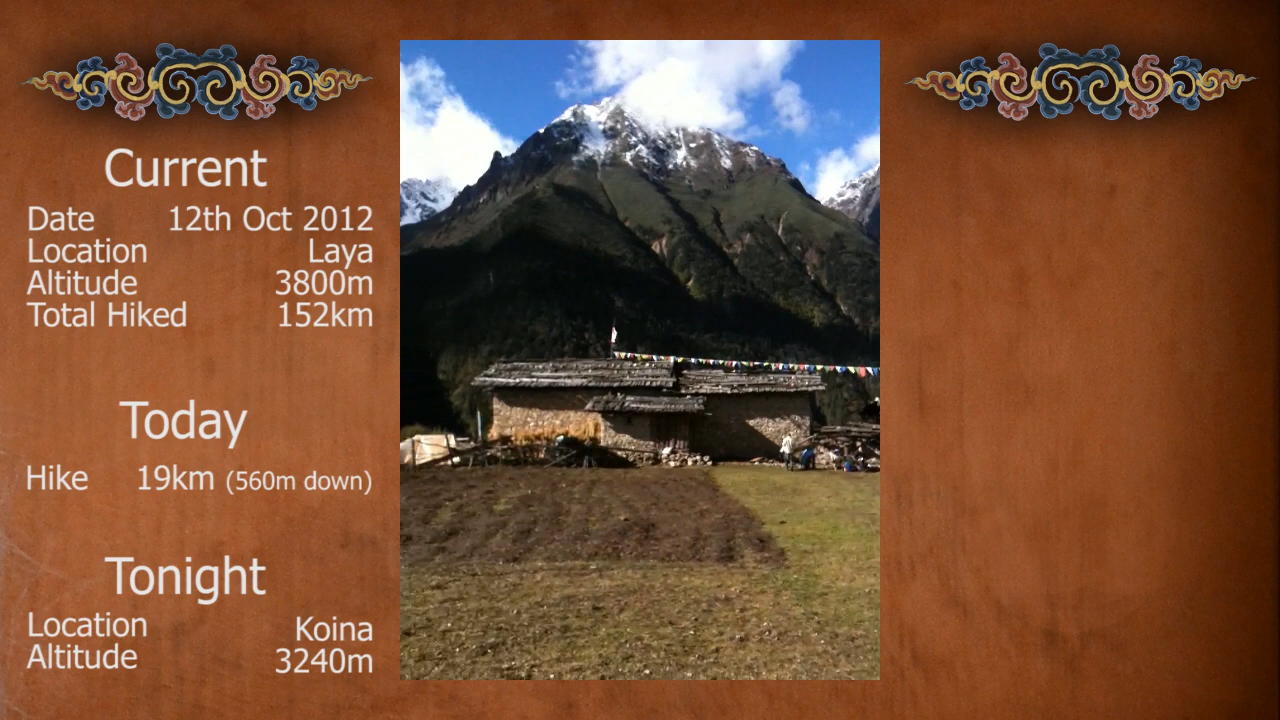 Current
Date 12th Oct 2012
Location Laya
Altitude 3800m
Total Hiked 152km
Today
Hike 19km (560m down)
Tonight
Location Koina
Altitude 3240m